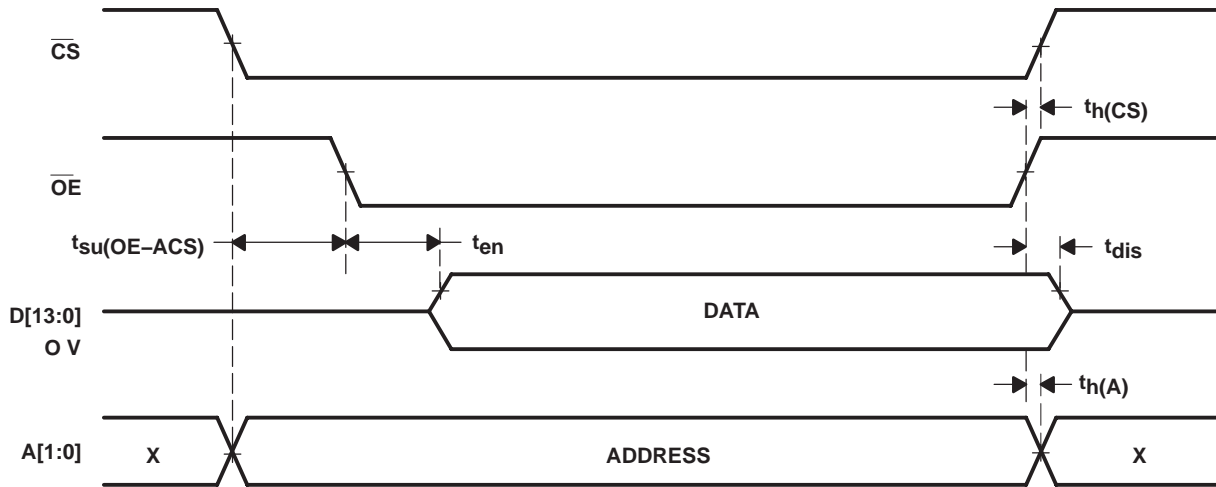 CS
th(CS)
OE
tsu(OE–ACS)
ten
tdis
D[13:0]
DATA
O V
th(A)
A[1:0]
X
ADDRESS
X